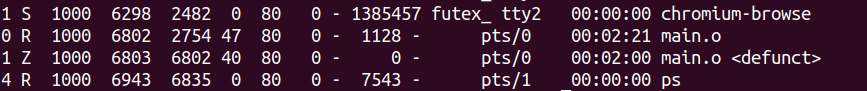 1 S  1000  6298  2482  0  80   0 - 1385457 futex_ tty2   00:00:00 chromium-browse
0 R  1000  6802  2754 47  80   0 -  1128 -      pts/0    00:02:21 main.o
1 Z  1000  6803  6802 40  80   0 -     0 -      pts/0    00:02:00 main.o <defunct>
4 R  1000  6943  6835  0  80   0 -  7543 -      pts/1    00:00:00 ps